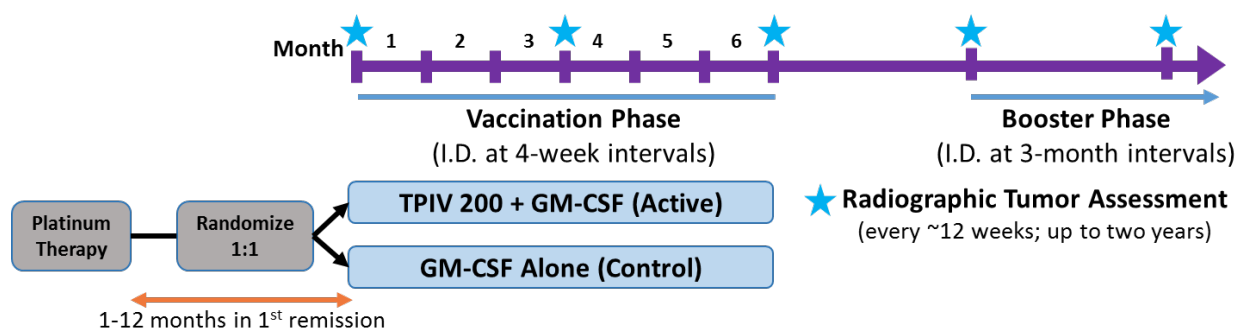 Month 1 2 3 4 5 6
Vaccination Phase
(I.D. at 4-week intervals)
Booster Phase
(I.D. at 3-month intervals)
Platinum
Therapy
Randomize
1:1
TPIV 200 + GM-CSF (Active)
GM-CSF Alone (Control)
Radiographic Tumor Assessment
(every ~12 weeks; up to two years)
1-12 months in 1st remission